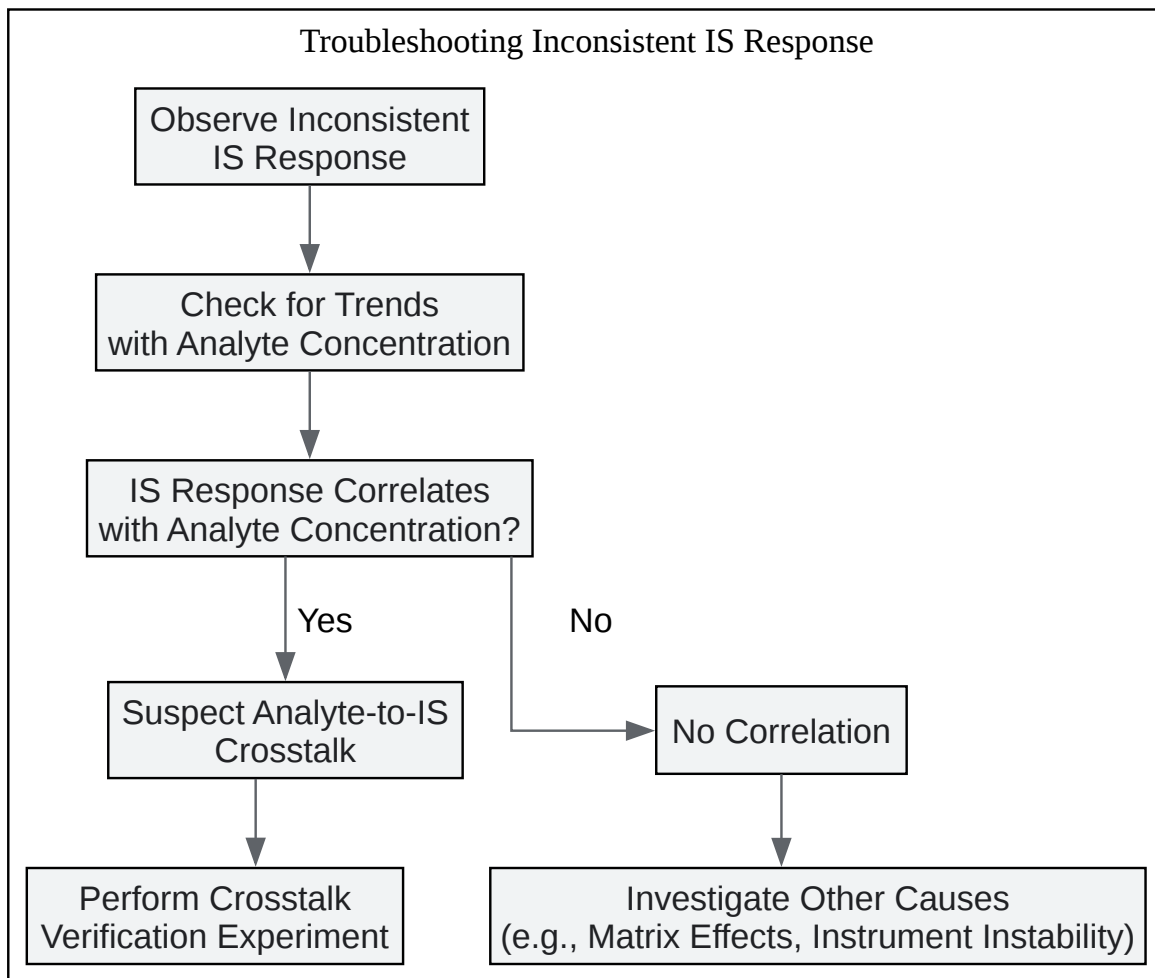 Troubleshooting Inconsistent IS Response
Observe Inconsistent
IS Response
Check for Trends
with Analyte Concentration
IS Response Correlates
with Analyte Concentration?
Yes
No
Suspect Analyte-to-IS
Crosstalk
No Correlation
Perform Crosstalk
Verification Experiment
Investigate Other Causes
(e.g., Matrix Effects, Instrument Instability)